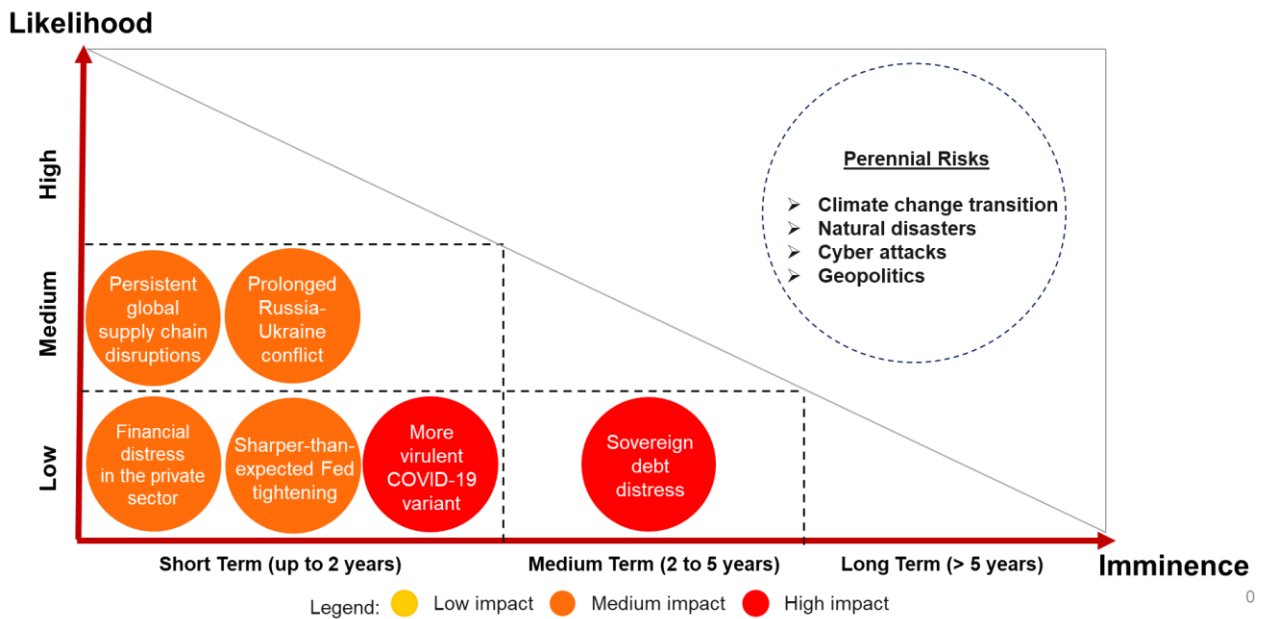 Likelihood
High
Medium
Low
Perennial Risks
➢ Climate change transition
➢ Natural disasters
➢ Cyber attacks
➢ Geopolitics
Persistent
global
supply chain
disruptions
Prolonged
Russia-
Ukraine
conflict
Financial
distress
in the private
sector
Sharper-than-
expected Fed
tightening
More
virulent
COVID-19
variant
Sovereign
debt
distress
Short Term (up to 2 years)
Medium Term (2 to 5 years)
Long Term (> 5 years)
Imminence
Legend: Low impact Medium impact High impact
0